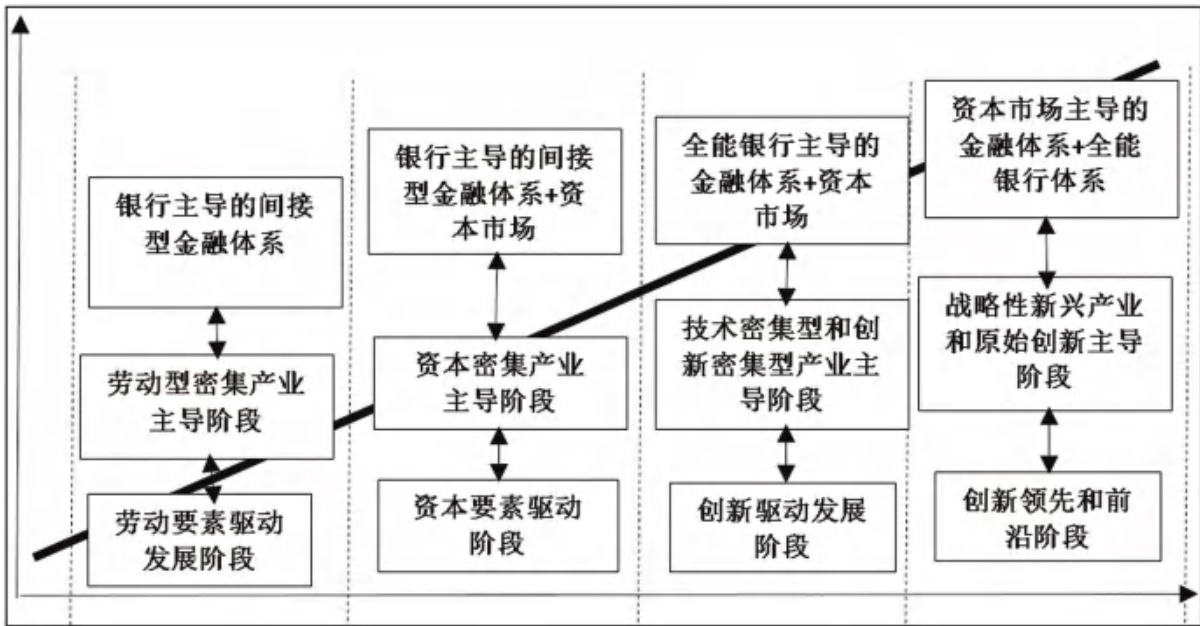 银行主导的间接
型金融体系
劳动型密集产业
主导阶段
劳动要素驱动
发展阶段
银行主导的间接
型金融体系+资
本市场
资本密集产业
主导阶段
资本要素驱动
阶段
全能银行主导的
金融体系+资本
市场
技术密集型和创
新密集型产业主
导阶段
创新驱动发展
阶段
资本市场主导的
金融体系+全能
银行体系
战略性新兴产业
和原始创新主导
阶段
创新领先和前
沿阶段